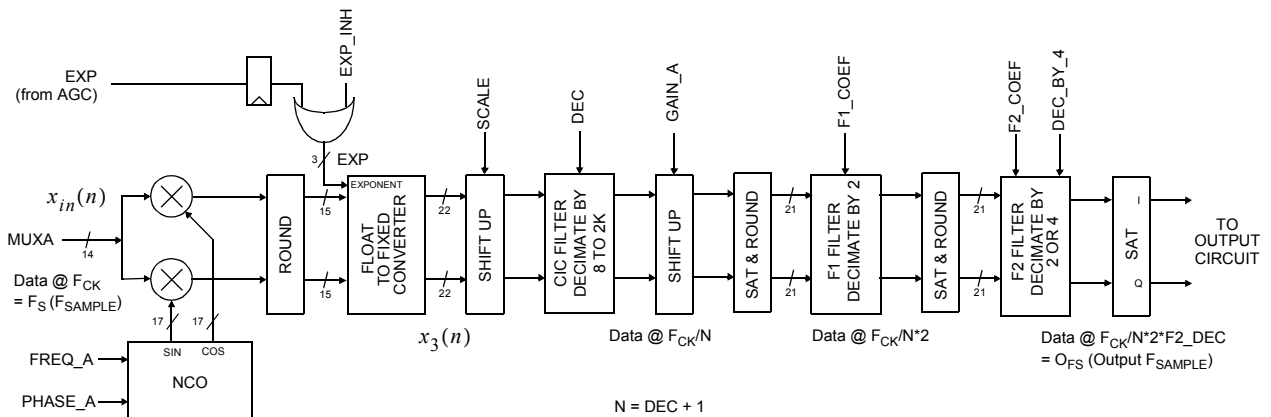 EXP
(from AGC)
EXP_INH
3
EXP
SCALE
DEC
GAIN_A
F1_COEF
F2_COEF
DEC_BY_4
x_in(n)
MUXA
14
Data @ F_CK
= F_S (F_SAMPLE)
ROUND
15
15
EXPONENT
FLOAT
TO FIXED
CONVERTER
22
22
x_3(n)
SHIFT UP
CIC FILTER
DECIMATE BY
8 TO 2K
SHIFT UP
Data @ F_CK/N
SAT & ROUND
21
21
F1 FILTER
DECIMATE BY 2
Data @ F_CK/N*2
SAT & ROUND
21
21
F2 FILTER
DECIMATE BY
2 OR 4
SAT
I
Q
TO
OUTPUT
CIRCUIT
Data @ F_CK/N*2*F2_DEC
= O_FS (Output F_SAMPLE)
17
17
SIN
COS
NCO
FREQ_A
PHASE_A
N = DEC + 1